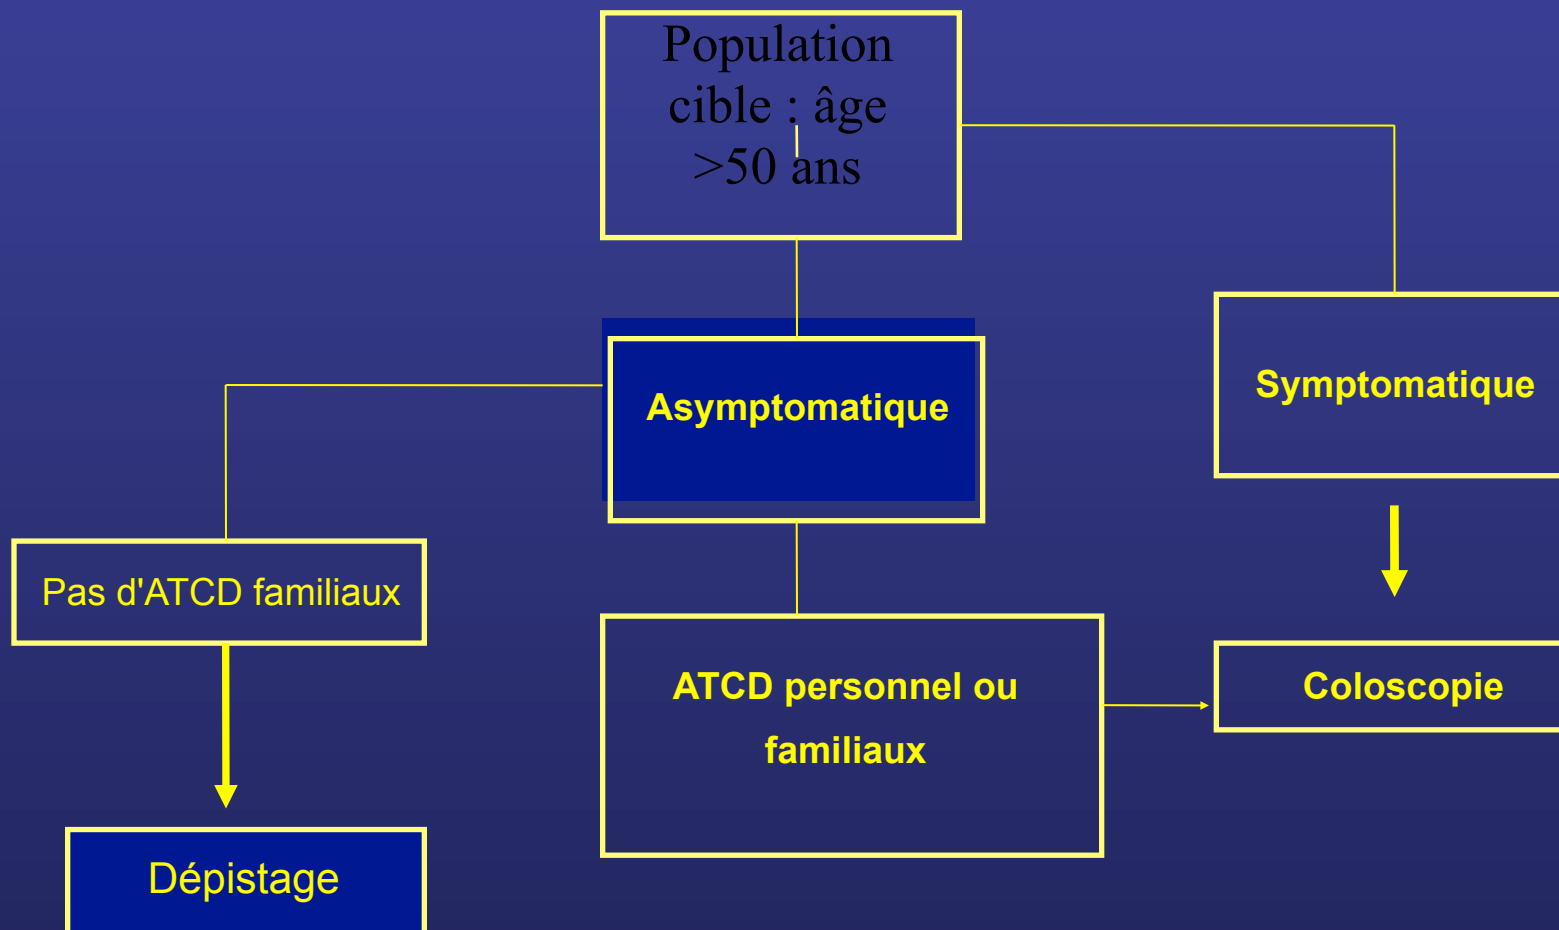 Population
cible : âge
>50 ans
Symptomatique
Asymptomatique
Pas d'ATCD familiaux
ATCD personnel ou
familiaux
Coloscopie
Dépistage